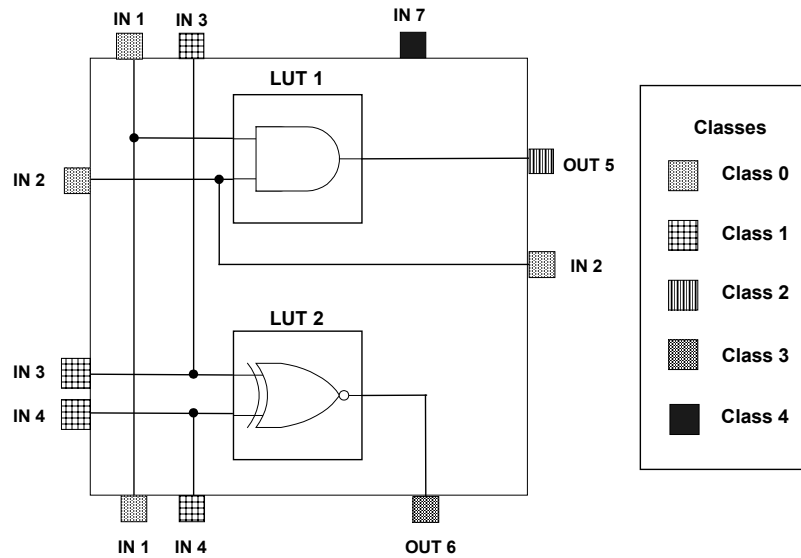 IN 1
IN 3
IN 7
LUT 1
Classes
IN 2
OUT 5
Class 0
Class 1
IN 2
Class 2
LUT 2
Class 3
IN 3
IN 4
Class 4
IN 1
IN 4
OUT 6